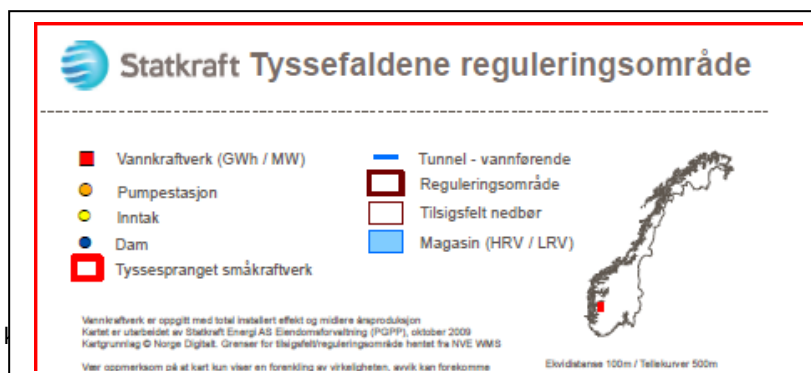 Statkraft Tyssefaldene reguleringsområde
Vannkraftverk (GWh / MW)
Pumpestasjon
Inntak
Dam
Tyssespranget småkraftverk
Tunnel - vannførende
Reguleringsområde
Tilsigsfelt nedbør
Magasin (HRV / LRV)
Vannkraftverk er oppgitt med total installert effekt og midlere årsproduksjon
Kartet er utarbeidet av Statkraft Energi AS Eiendomsforvaltning (PGPP), oktober 2009
Kartgrunnlag © Norge Digitalt. Grenser for tilsigsfelt/reguleringsområde hentet fra NVE WMS
Vær oppmerksom på at kart kun viser en forenkling av virkeligheten, avvik kan forekomme
Ekvidistanse 100m / Tellekurver 500m